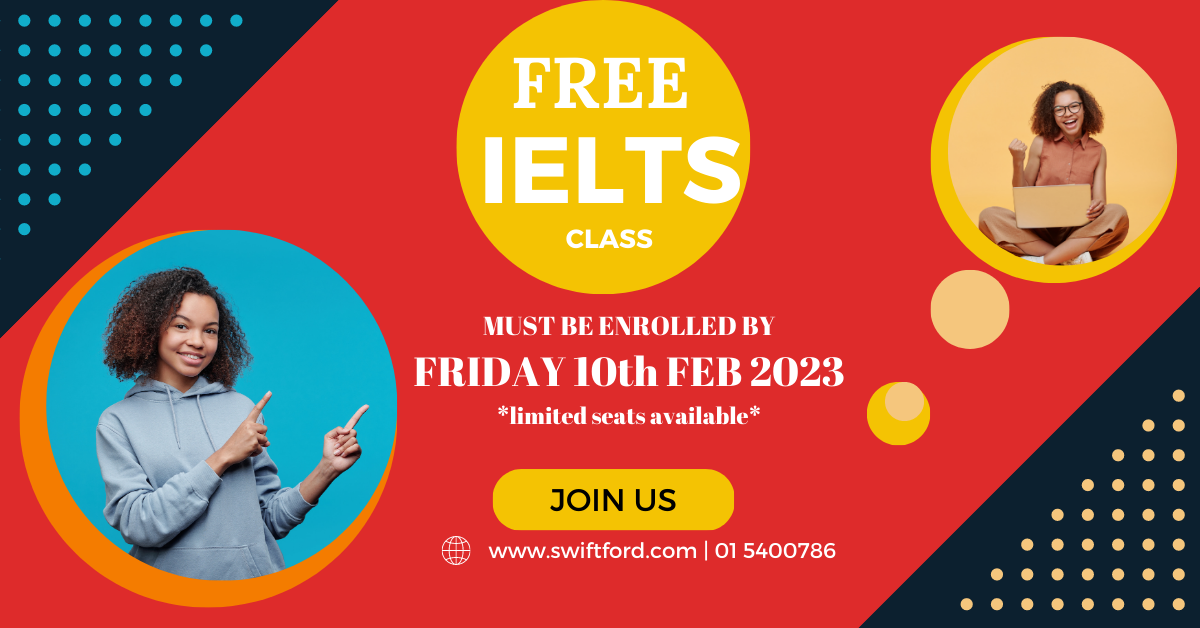 FREE
IELTS
CLASS
MUST BE ENROLLED BY
FRIDAY 10th FEB 2023
*limited seats available*
JOIN US
www.swiftford.com | 01 5400786